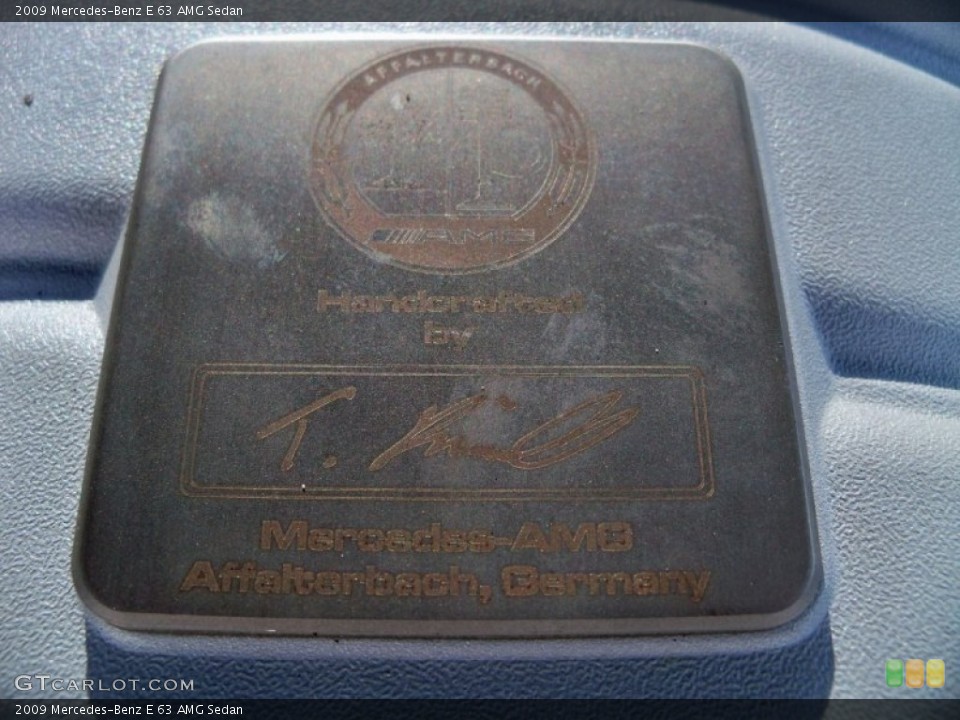 2009 Mercedes-Benz E 63 AMG Sedan
AFFALTERBACH
AMG
Handcrafted
by
T.
Mercedes-AMG
Affalterbach, Germany
GTCARLOT.COM
2009 Mercedes-Benz E 63 AMG Sedan